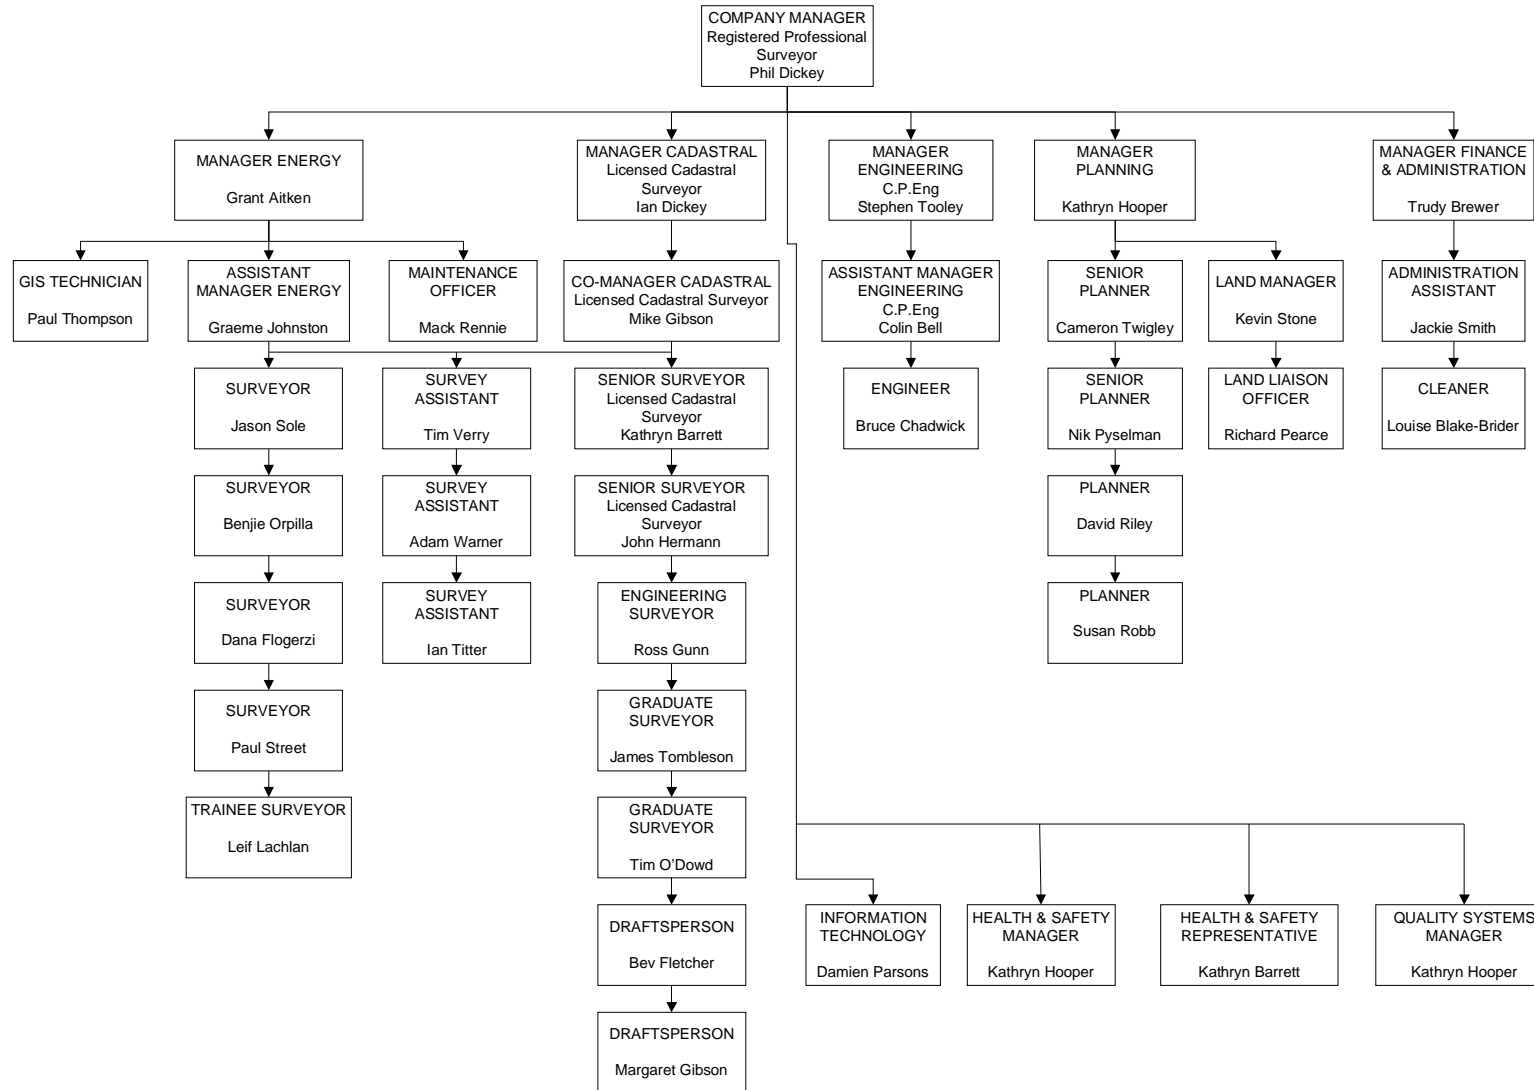 COMPANY MANAGER
Registered Professional
Surveyor
Phil Dickey
MANAGER ENERGY
Grant Aitken
MANAGER CADASTRAL
Licensed Cadastral
Surveyor
Ian Dickey
MANAGER
ENGINEERING
C.P.Eng
Stephen Tooley
MANAGER
PLANNING
Kathryn Hooper
MANAGER FINANCE
& ADMINISTRATION
Trudy Brewer
GIS TECHNICIAN
Paul Thompson
ASSISTANT
MANAGER ENERGY
Graeme Johnston
MAINTENANCE
OFFICER
Mack Rennie
CO-MANAGER CADASTRAL
Licensed Cadastral Surveyor
Mike Gibson
ASSISTANT MANAGER
ENGINEERING
C.P.Eng
Colin Bell
SENIOR
PLANNER
Cameron Twigley
LAND MANAGER
Kevin Stone
ADMINISTRATION
ASSISTANT
Jackie Smith
SURVEYOR
Jason Sole
SURVEY
ASSISTANT
Tim Verry
SENIOR SURVEYOR
Licensed Cadastral
Surveyor
Kathryn Barrett
ENGINEER
Bruce Chadwick
SENIOR
PLANNER
Nik Pyselman
LAND LIAISON
OFFICER
Richard Pearce
CLEANER
Louise Blake-Brider
SURVEYOR
Benjie Orpilla
SURVEY
ASSISTANT
Adam Warner
SENIOR SURVEYOR
Licensed Cadastral
Surveyor
John Hermann
PLANNER
David Riley
SURVEYOR
Dana Flogerzi
SURVEY
ASSISTANT
Ian Titter
ENGINEERING
SURVEYOR
Ross Gunn
PLANNER
Susan Robb
SURVEYOR
Paul Street
GRADUATE
SURVEYOR
James Tombleson
TRAINEE SURVEYOR
Leif Lachlan
GRADUATE
SURVEYOR
Tim O'Dowd
DRAFTSPERSON
Bev Fletcher
INFORMATION
TECHNOLOGY
Damien Parsons
HEALTH & SAFETY
MANAGER
Kathryn Hooper
HEALTH & SAFETY
REPRESENTATIVE
Kathryn Barrett
QUALITY SYSTEMS
MANAGER
Kathryn Hooper
DRAFTSPERSON
Margaret Gibson